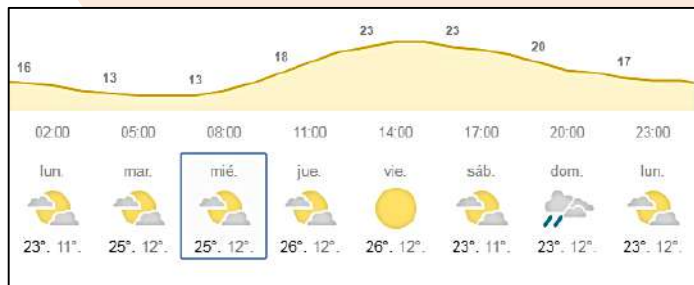 16 13 13 18 23 23 20 17
02:00 05:00 08:00 11:00 14:00 17:00 20:00 23:00
lun. mar. mié. jue. vie. sáb. dom. lun.
23°. 11°. 25°. 12°. 25°. 12°. 26°. 12°. 26°. 12°. 23°. 11°. 23°. 12°. 23°. 12°.